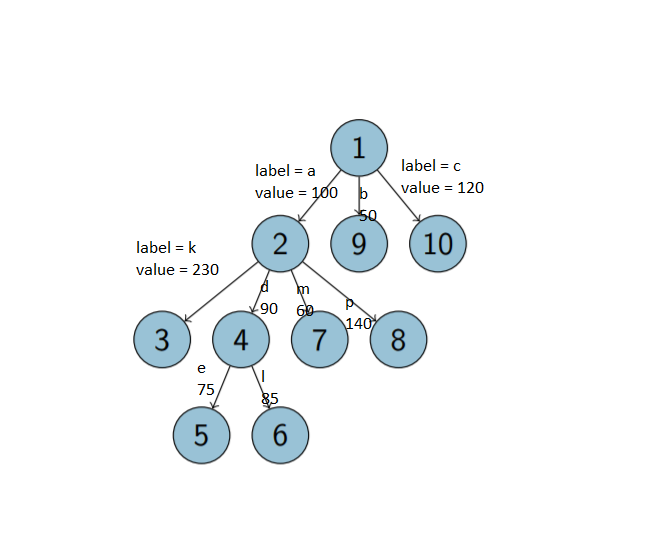 1
label = a
value = 100
b
50
label = c
value = 120
2
9
10
label = k
value = 230
d
90
m
60
p
140
3
4
7
8
e
75
l
85
5
6